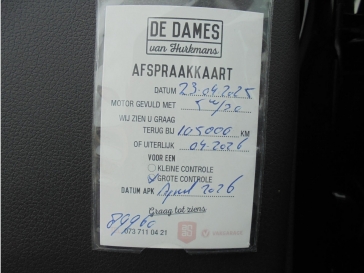 DE DAMES
van Hurkmans
AFSPRAAKKAART
DATUM 23-04-2025
MOTOR GEVULD MET 5W/30
WIJ ZIEN U GRAAG
TERUG BIJ 105000 KM
OF UITERLIJK 04-2026
VOOR EEN
KLEINE CONTROLE
GROTE CONTROLE
DATUM APK April 2026
Graag tot ziens
89960
073 711 04 21